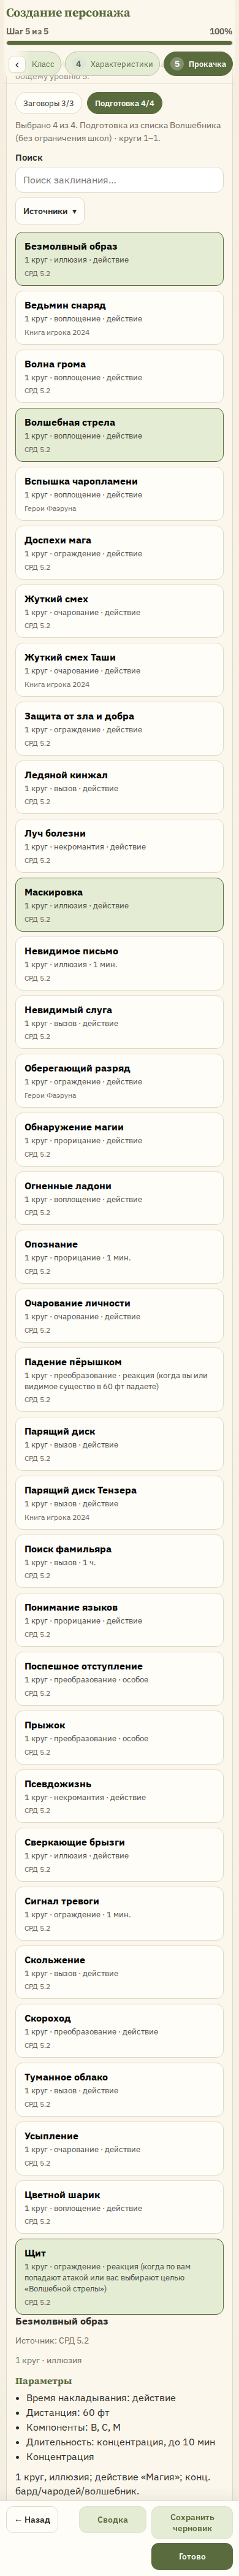 Создание персонажа
Шаг 5 из 5
100%
‹
Класс
4
Характеристики
5
Прокачка
общему уровню 5.
Заговоры 3/3
Подготовка 4/4
Выбрано 4 из 4. Подготовка из списка Волшебника
(без ограничения школ) · круги 1–1.
Поиск
Поиск заклинания...
Источники ▾
Безмолвный образ
1 круг · иллюзия · действие
СРД 5.2
Ведьмин снаряд
1 круг · воплощение · действие
Книга игрока 2024
Волна грома
1 круг · воплощение · действие
СРД 5.2
Волшебная стрела
1 круг · воплощение · действие
СРД 5.2
Вспышка чаропламени
1 круг · воплощение · действие
Герои Фаэруна
Доспехи мага
1 круг · ограждение · действие
СРД 5.2
Жуткий смех
1 круг · очарование · действие
СРД 5.2
Жуткий смех Таши
1 круг · очарование · действие
Книга игрока 2024
Защита от зла и добра
1 круг · ограждение · действие
СРД 5.2
Ледяной кинжал
1 круг · вызов · действие
СРД 5.2
Луч болезни
1 круг · некромантия · действие
СРД 5.2
Маскировка
1 круг · иллюзия · действие
СРД 5.2
Невидимое письмо
1 круг · иллюзия · 1 мин.
СРД 5.2
Невидимый слуга
1 круг · вызов · действие
СРД 5.2
Оберегающий разряд
1 круг · ограждение · действие
Герои Фаэруна
Обнаружение магии
1 круг · прорицание · действие
СРД 5.2
Огненные ладони
1 круг · воплощение · действие
СРД 5.2
Опознание
1 круг · прорицание · 1 мин.
СРД 5.2
Очарование личности
1 круг · очарование · действие
СРД 5.2
Падение пёрышком
1 круг · преобразование · реакция (когда вы или
видимое существо в 60 фт падаете)
СРД 5.2
Парящий диск
1 круг · вызов · действие
СРД 5.2
Парящий диск Тензера
1 круг · вызов · действие
Книга игрока 2024
Поиск фамильяра
1 круг · вызов · 1 ч.
СРД 5.2
Понимание языков
1 круг · прорицание · действие
СРД 5.2
Поспешное отступление
1 круг · преобразование · особое
СРД 5.2
Прыжок
1 круг · преобразование · особое
СРД 5.2
Псевдожизнь
1 круг · некромантия · действие
СРД 5.2
Сверкающие брызги
1 круг · иллюзия · действие
СРД 5.2
Сигнал тревоги
1 круг · ограждение · 1 мин.
СРД 5.2
Скольжение
1 круг · вызов · действие
СРД 5.2
Скороход
1 круг · преобразование · действие
СРД 5.2
Туманное облако
1 круг · вызов · действие
СРД 5.2
Усыпление
1 круг · очарование · действие
СРД 5.2
Цветной шарик
1 круг · воплощение · действие
СРД 5.2
Щит
1 круг · ограждение · реакция (когда по вам
попадают атакой или вас выбирают целью
«Волшебной стрелы»)
СРД 5.2
Безмолвный образ
Источник: СРД 5.2
1 круг · иллюзия
Параметры
• Время накладывания: действие
• Дистанция: 60 фт
• Компоненты: В, С, М
• Длительность: концентрация, до 10 мин
• Концентрация
1 круг, иллюзия; действие «Магия»; конц.
бард/чародей/волшебник.
← Назад
Сводка
Сохранить
черновик
Готово